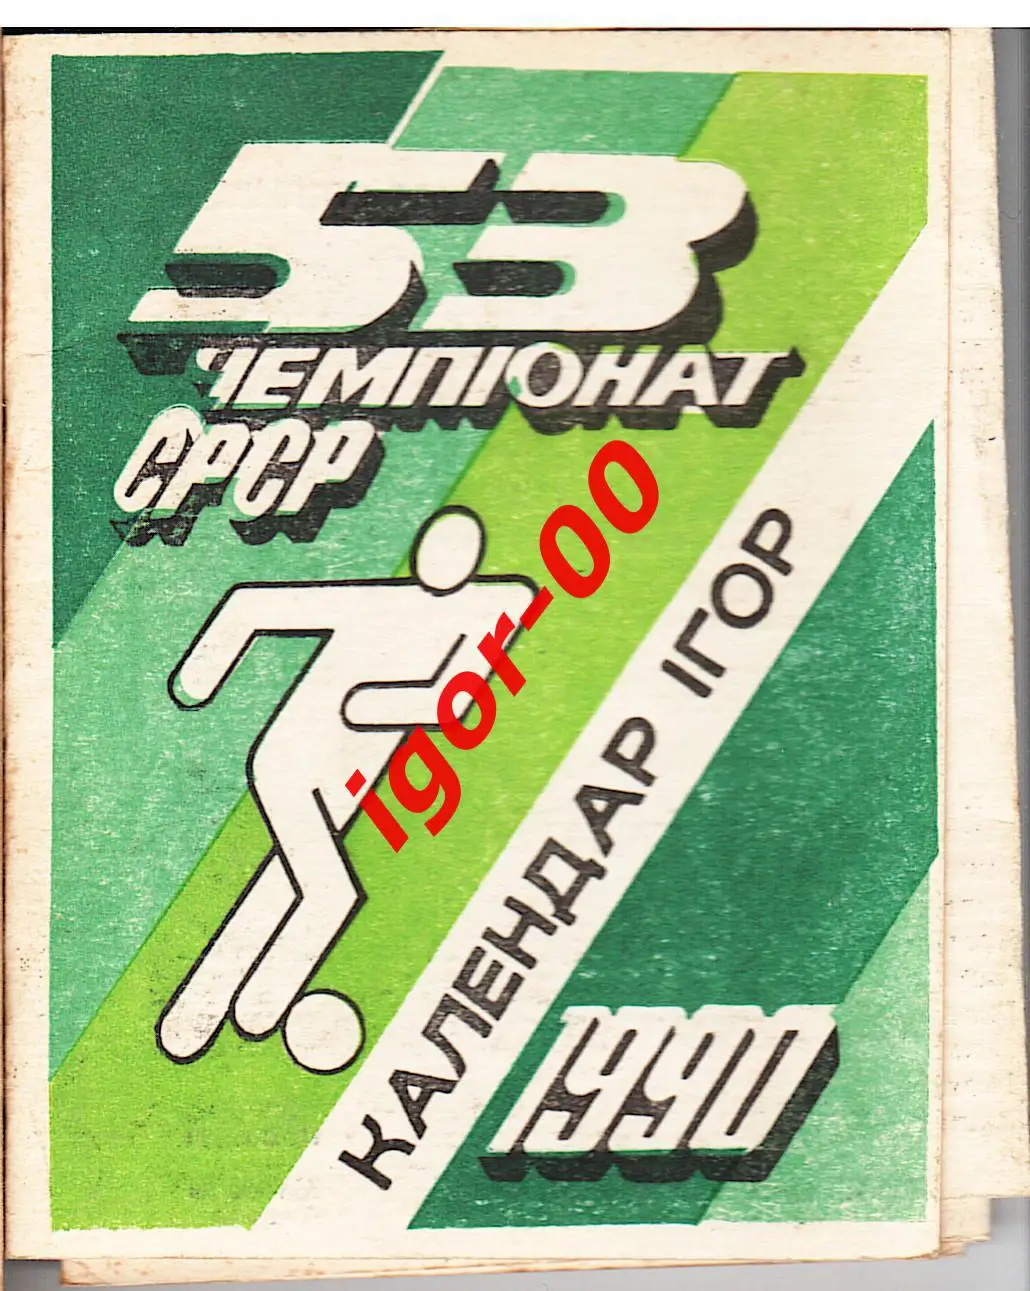 53
ЧЕМПІОНАТ
СРСР
igor-00
КАЛЕНДАР ІГОР
1990